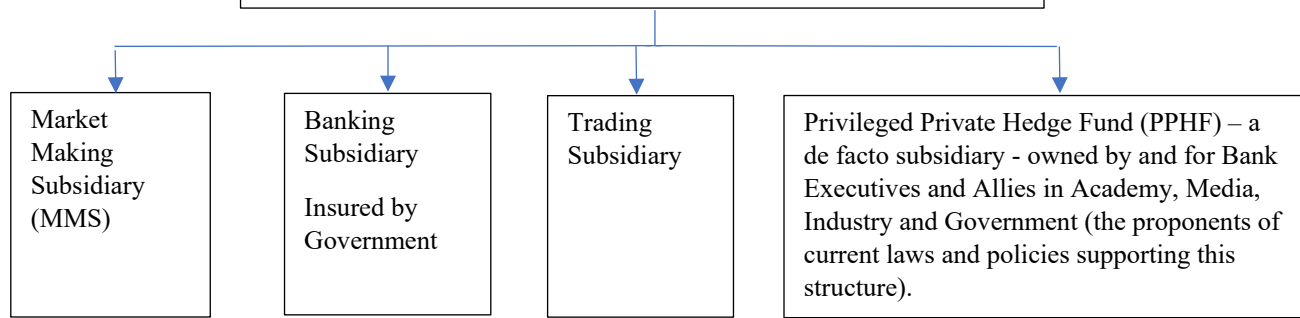 Market
Making
Subsidiary
(MMS)
Banking
Subsidiary
Insured by
Government
Trading
Subsidiary
Privileged Private Hedge Fund (PPHF) – a
de facto subsidiary - owned by and for Bank
Executives and Allies in Academy, Media,
Industry and Government (the proponents of
current laws and policies supporting this
structure).